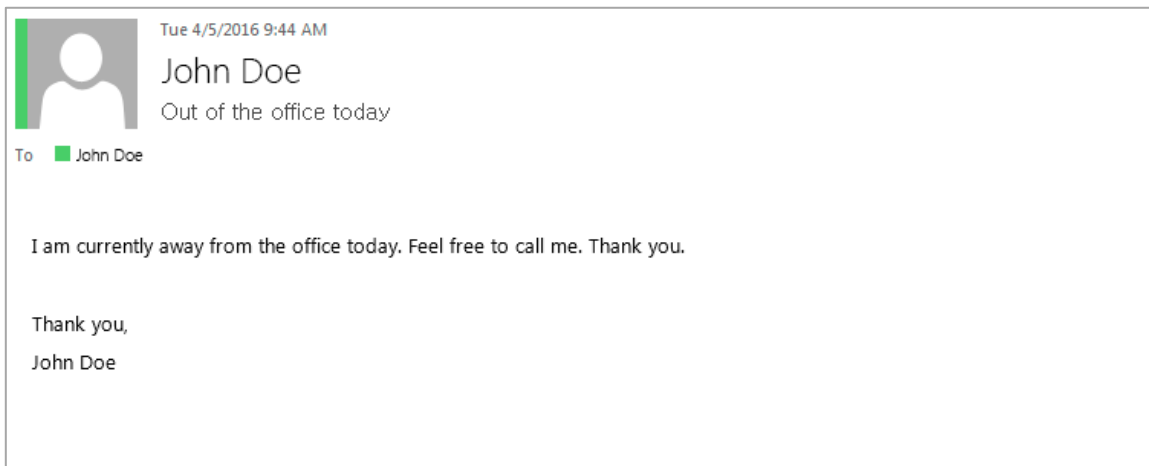 Tue 4/5/2016 9:44 AM
John Doe
Out of the office today
To John Doe
I am currently away from the office today. Feel free to call me. Thank you.
Thank you,
John Doe